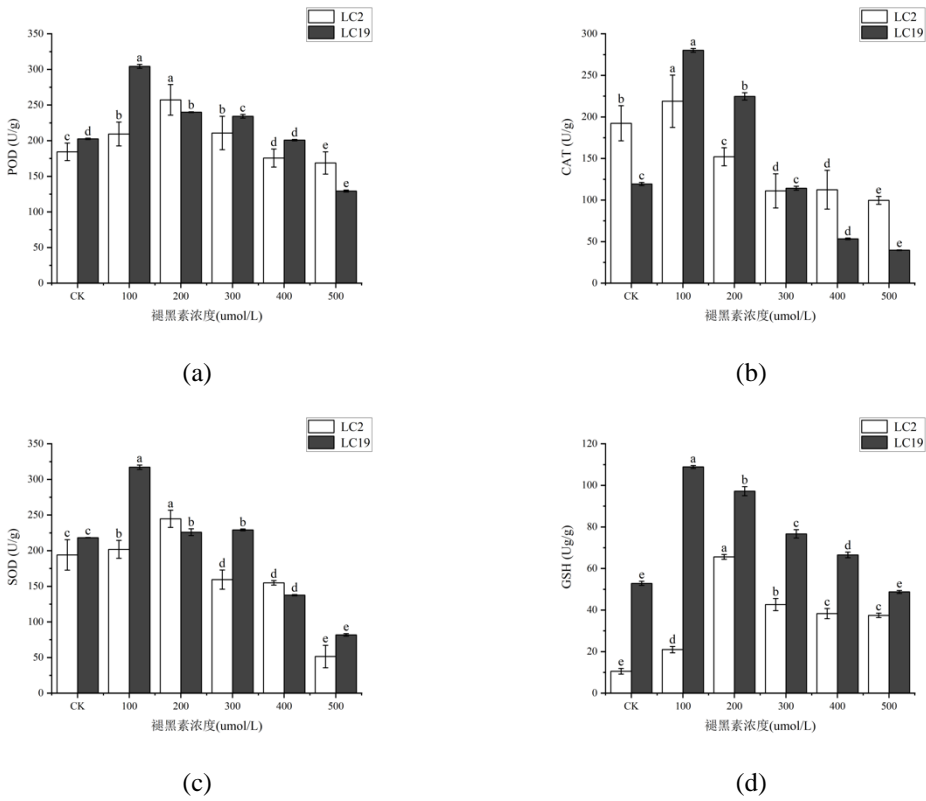 LC2
LC19
350
300
250
200
150
100
50
0
POD (U/g)
c d b a a b b c d d e e
CK 100 200 300 400 500
褪黑素浓度(umol/L)
(a)
LC2
LC19
300
250
200
150
100
50
0
CAT (U/g)
b c a a c b c c d d e e
CK 100 200 300 400 500
褪黑素浓度(umol/L)
(b)
LC2
LC19
350
300
250
200
150
100
50
0
SOD (U/g)
c c b a a b d b d d e e
CK 100 200 300 400 500
褪黑素浓度(umol/L)
(c)
LC2
LC19
120
100
80
60
40
20
0
GSH (Ug/g)
e e d a a b b c c d c e
CK 100 200 300 400 500
褪黑素浓度(umol/L)
(d)